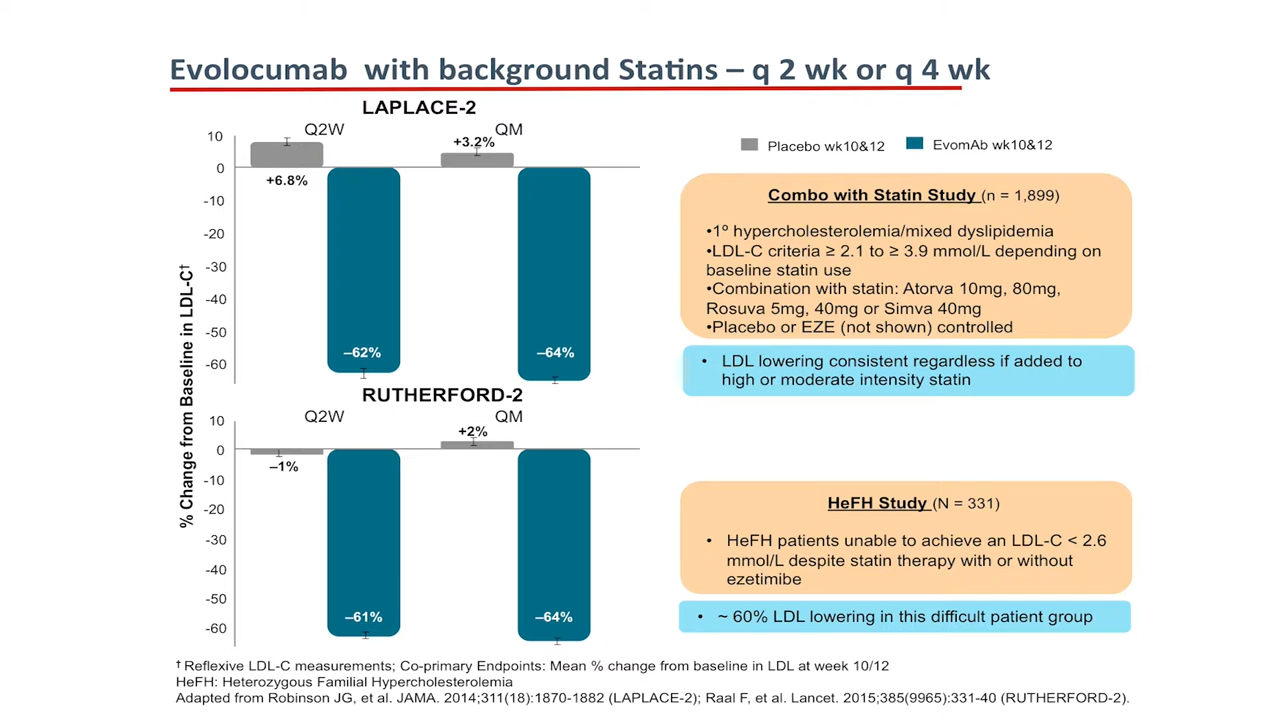 Evolocumab with background Statins – q 2 wk or q 4 wk
LAPLACE-2
Q2W
QM
% Change from Baseline in LDL-C†
10
0
-10
-20
-30
-40
-50
-60
+6.8%
+3.2%
–62%
–64%
RUTHERFORD-2
Q2W
QM
10
0
-10
-20
-30
-40
-50
-60
–1%
+2%
–61%
–64%
Placebo wk10&12
EvomAb wk10&12
Combo with Statin Study (n = 1,899)
•1º hypercholesterolemia/mixed dyslipidemia
•LDL-C criteria ≥ 2.1 to ≥ 3.9 mmol/L depending on
baseline statin use
•Combination with statin: Atorva 10mg, 80mg,
Rosuva 5mg, 40mg or Simva 40mg
•Placebo or EZE (not shown) controlled
• LDL lowering consistent regardless if added to
high or moderate intensity statin
HeFH Study (N = 331)
• HeFH patients unable to achieve an LDL-C < 2.6
mmol/L despite statin therapy with or without
ezetimibe
• ~ 60% LDL lowering in this difficult patient group
† Reflexive LDL-C measurements; Co-primary Endpoints: Mean % change from baseline in LDL at week 10/12
HeFH: Heterozygous Familial Hypercholesterolemia
Adapted from Robinson JG, et al. JAMA. 2014;311(18):1870-1882 (LAPLACE-2); Raal F, et al. Lancet. 2015;385(9965):331-40 (RUTHERFORD-2).